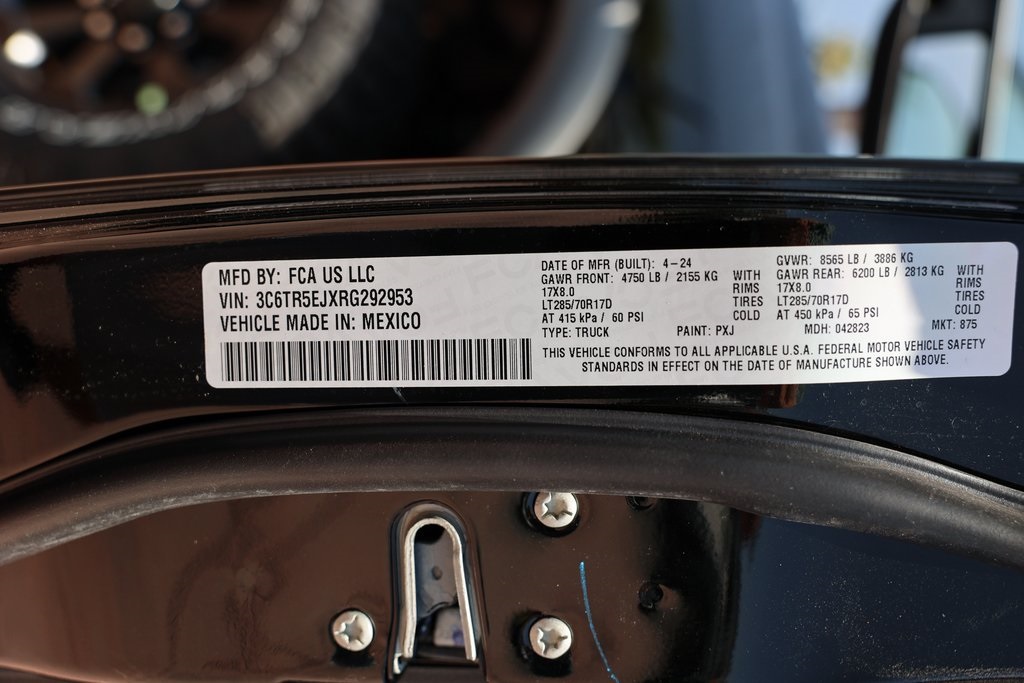 MFD BY: FCA US LLC
VIN: 3C6TR5EJXRG292953
VEHICLE MADE IN: MEXICO
DATE OF MFR (BUILT): 4-24
GAWR FRONT: 4750 LB / 2155 KG WITH
17X8.0 RIMS
LT285/70R17D TIRES
AT 415 kPa / 60 PSI COLD
TYPE: TRUCK PAINT: PXJ
GVWR: 8565 LB / 3886 KG
GAWR REAR: 6200 LB / 2813 KG WITH
17X8.0 RIMS
LT285/70R17D TIRES
AT 450 kPa / 65 PSI COLD
MDH: 042823 MKT: 875
THIS VEHICLE CONFORMS TO ALL APPLICABLE U.S.A. FEDERAL MOTOR VEHICLE SAFETY
STANDARDS IN EFFECT ON THE DATE OF MANUFACTURE SHOWN ABOVE.